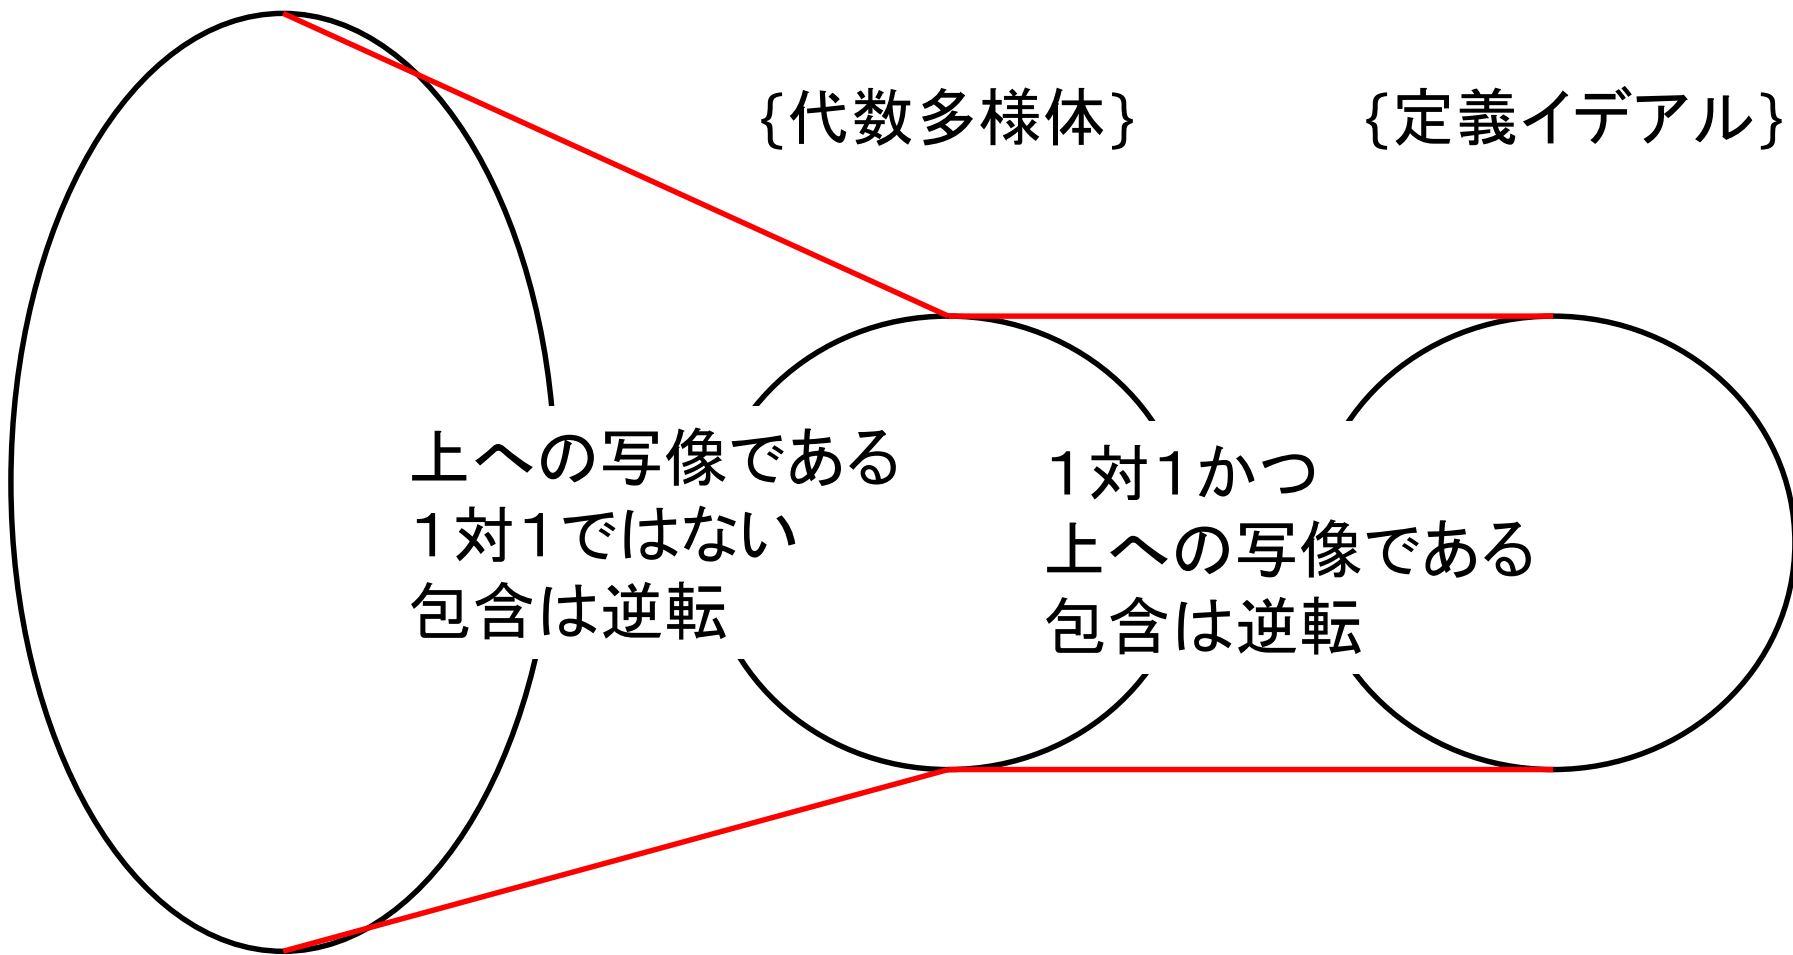 {代数多様体}
{定義イデアル}
上への写像である
１対１ではない
包含は逆転
１対１かつ
上への写像である
包含は逆転